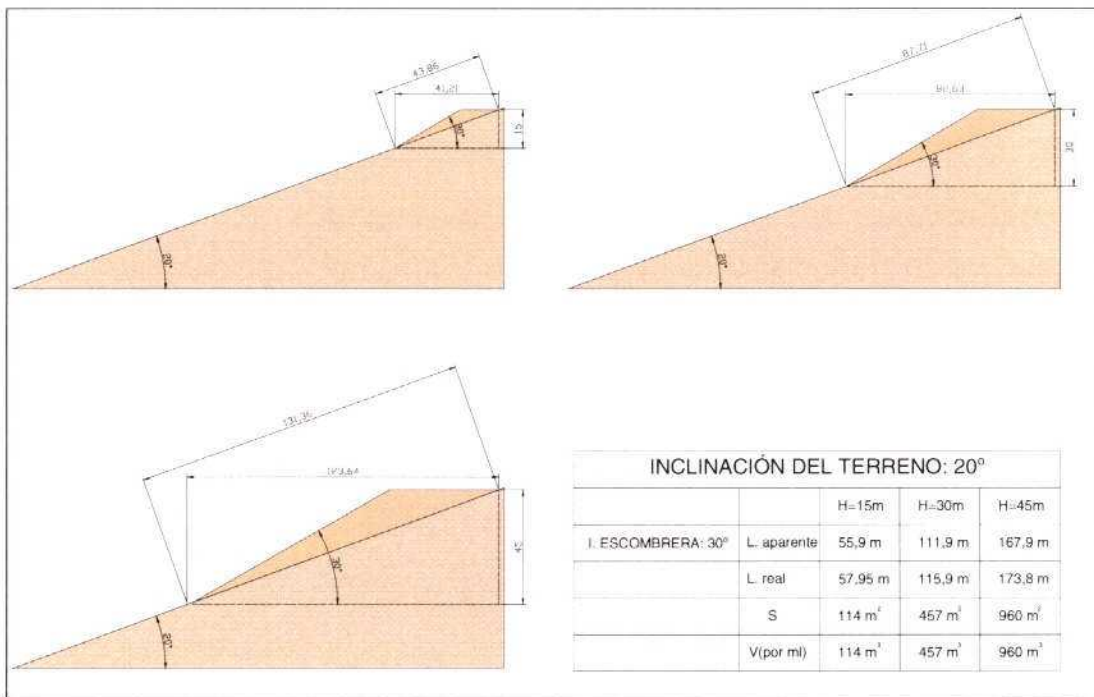 43,86
41,21
30°
15
20°
87,71
30°
30
20°
30°
45
20°
INCLINACIÓN DEL TERRENO: 20º
H=15m H=30m H=45m
I. ESCOMBRERA: 30º L. aparente 55,9 m 111,9 m 167,9 m
L. real 57,95 m 115,9 m 173,8 m
S 114 m² 457 m² 960 m²
V(por ml) 114 m³ 457 m³ 960 m³